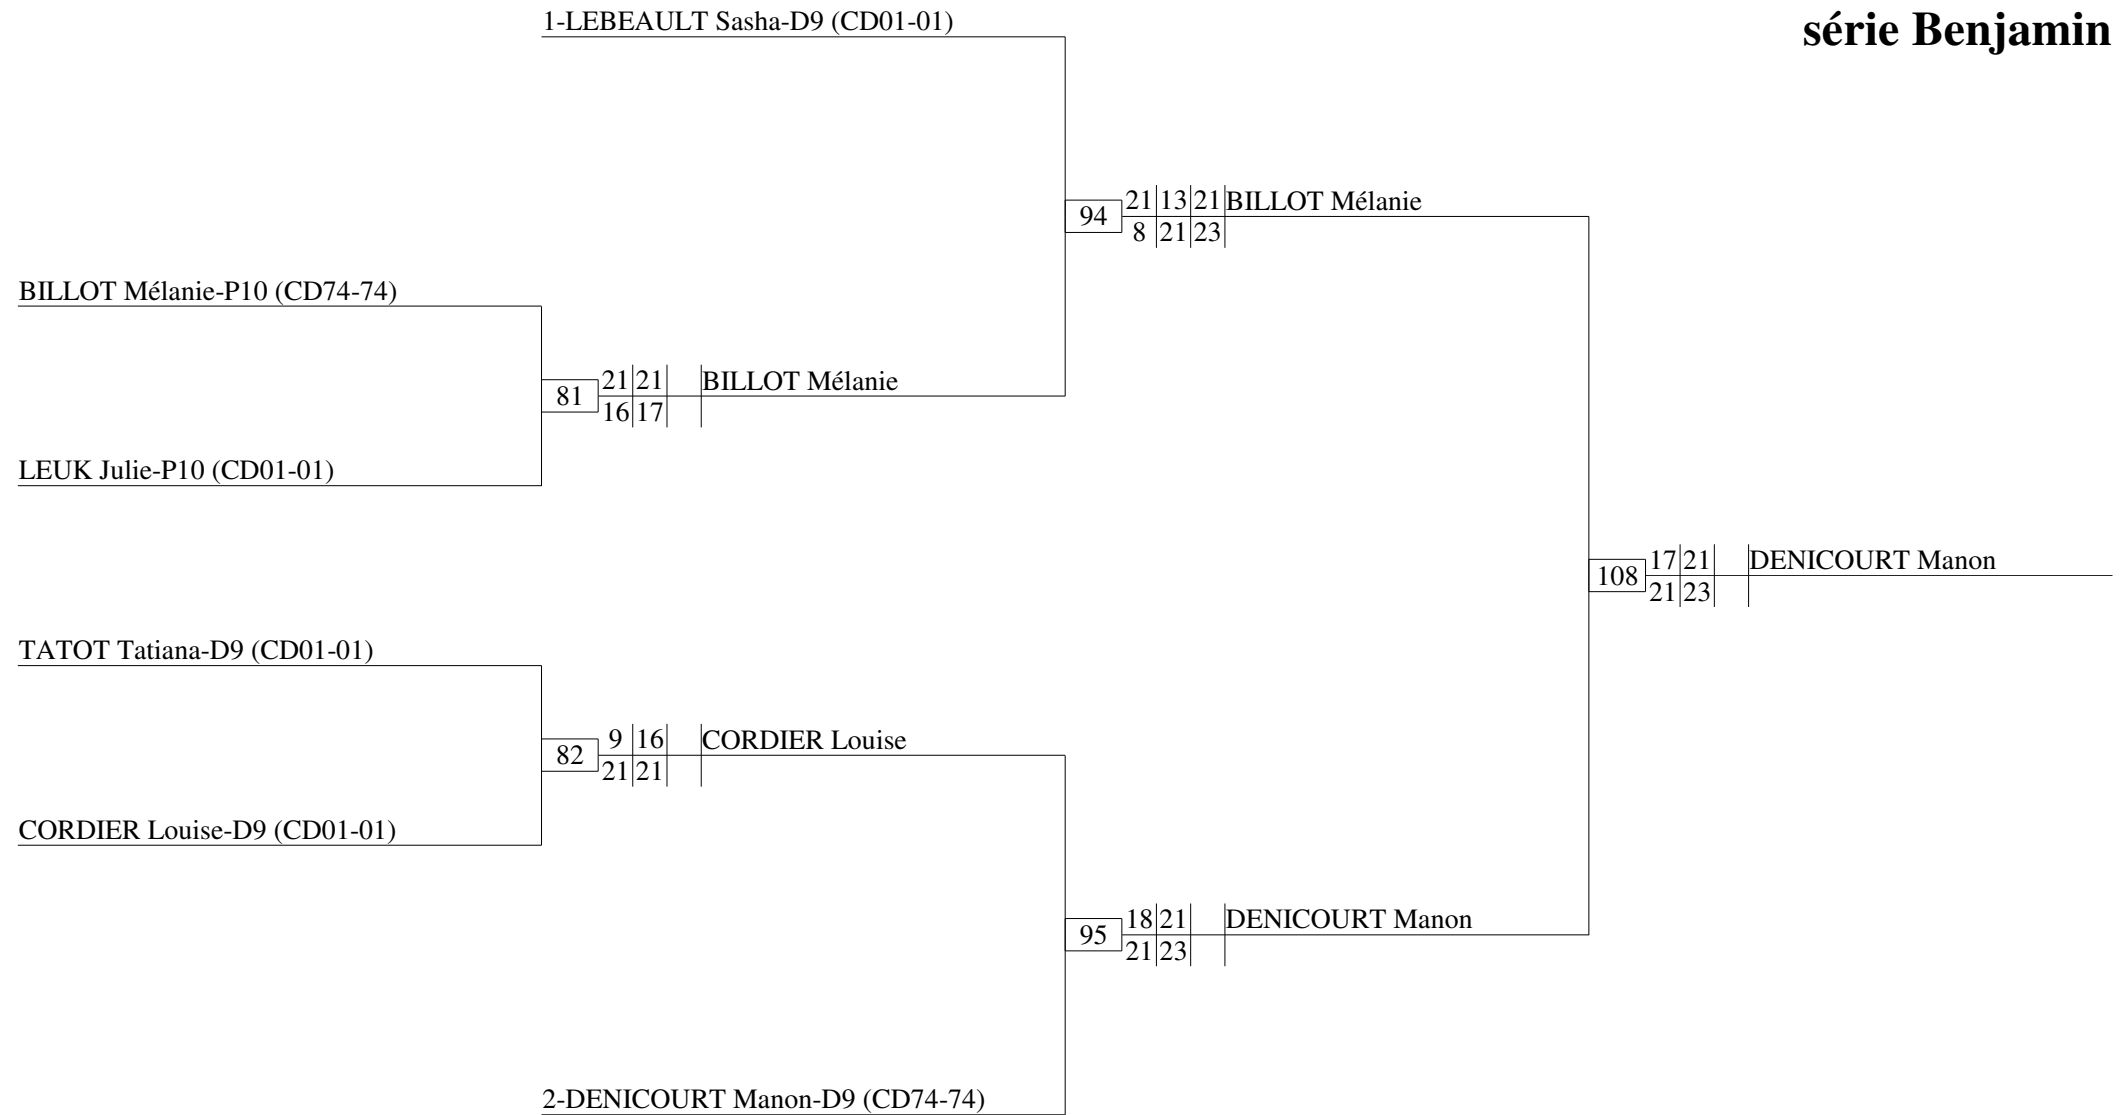 1-LEBEAULT Sasha-D9 (CD01-01)
série Benjamin
94
21 13 21 BILLOT Mélanie
8 21 23
BILLOT Mélanie-P10 (CD74-74)
81
21 21 BILLOT Mélanie
16 17
LEUK Julie-P10 (CD01-01)
108
17 21 DENICOURT Manon
21 23
TATOT Tatiana-D9 (CD01-01)
82
9 16 CORDIER Louise
21 21
CORDIER Louise-D9 (CD01-01)
95
18 21 DENICOURT Manon
21 23
2-DENICOURT Manon-D9 (CD74-74)